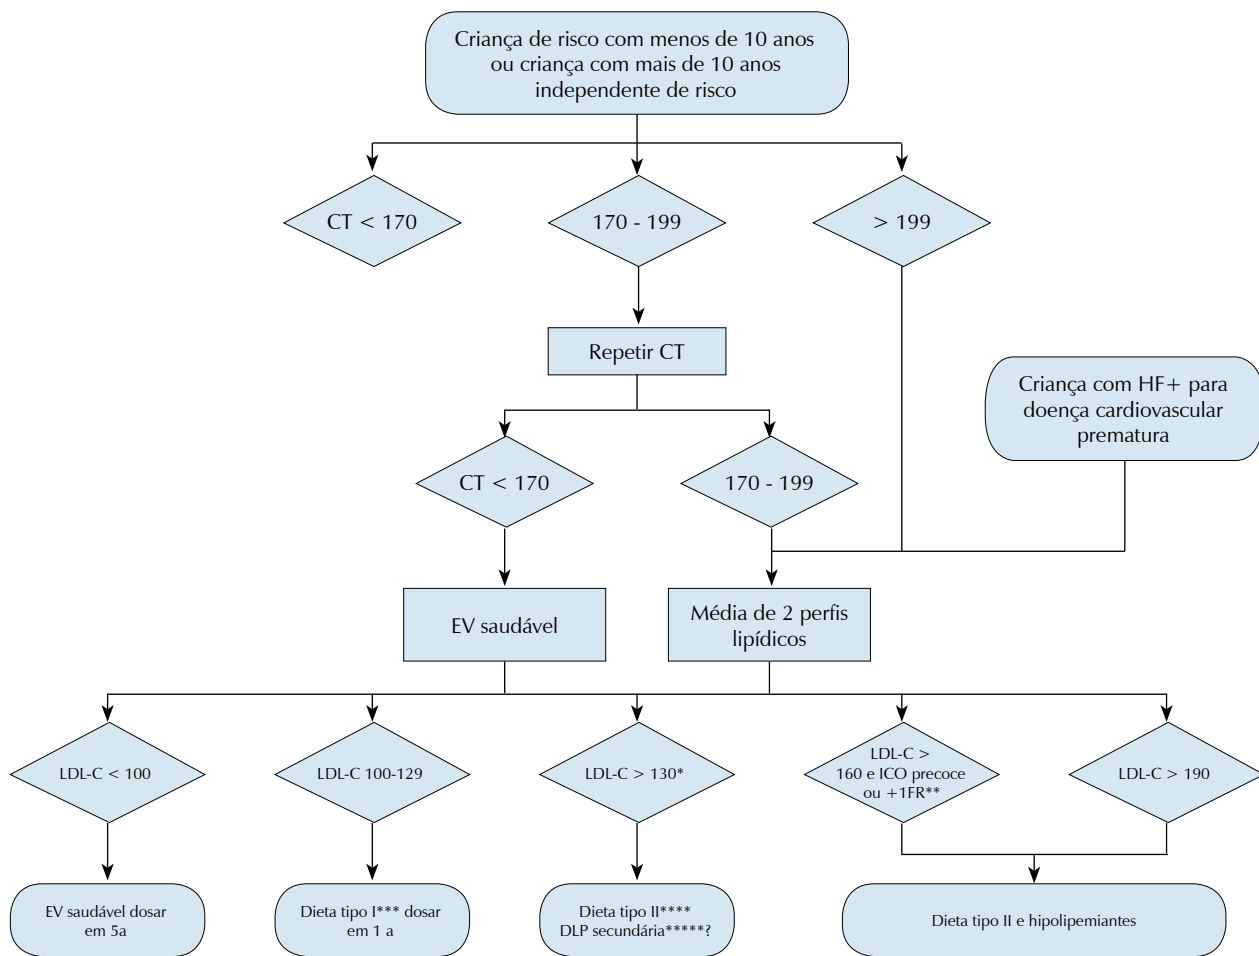 Criança de risco com menos de 10 anos
ou criança com mais de 10 anos
independente de risco
CT < 170
170 - 199
> 199
Repetir CT
Criança com HF+ para
doença cardiovascular
prematura
CT < 170
170 - 199
EV saudável
Média de 2 perfis
lipídicos
LDL-C < 100
LDL-C 100-129
LDL-C > 130*
LDL-C >
160 e ICO precoce
ou +1FR**
LDL-C > 190
EV saudável dosar
em 5a
Dieta tipo I*** dosar
em 1 a
Dieta tipo II****
DLP secundária*****?
Dieta tipo II e hipolipemiantes